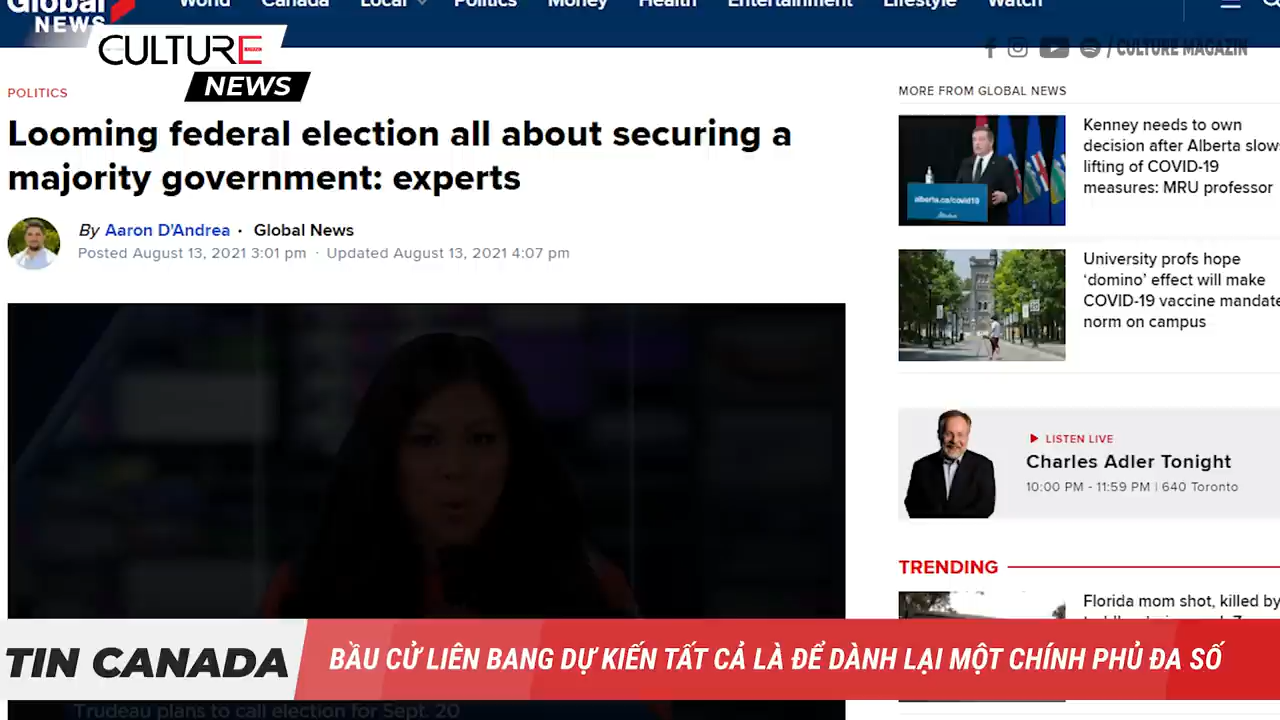 Global
NEWS
World Canada Local Politics Money Health Entertainment Lifestyle Watch
CULTURE
NEWS
/ CULTURE MAGAZIN
POLITICS
Looming federal election all about securing a
majority government: experts
By Aaron D'Andrea · Global News
Posted August 13, 2021 3:01 pm · Updated August 13, 2021 4:07 pm
MORE FROM GLOBAL NEWS
Kenney needs to own
decision after Alberta slows
lifting of COVID-19
measures: MRU professor
alberta.ca/covid19
Alberta
University profs hope
‘domino’ effect will make
COVID-19 vaccine mandate
norm on campus
LISTEN LIVE
Charles Adler Tonight
10:00 PM - 11:59 PM | 640 Toronto
TRENDING
Florida mom shot, killed by
TIN CANADA
BẦU CỬ LIÊN BANG DỰ KIẾN TẤT CẢ LÀ ĐỂ DÀNH LẠI MỘT CHÍNH PHỦ ĐA SỐ
Trudeau plans to call election for Sept. 20